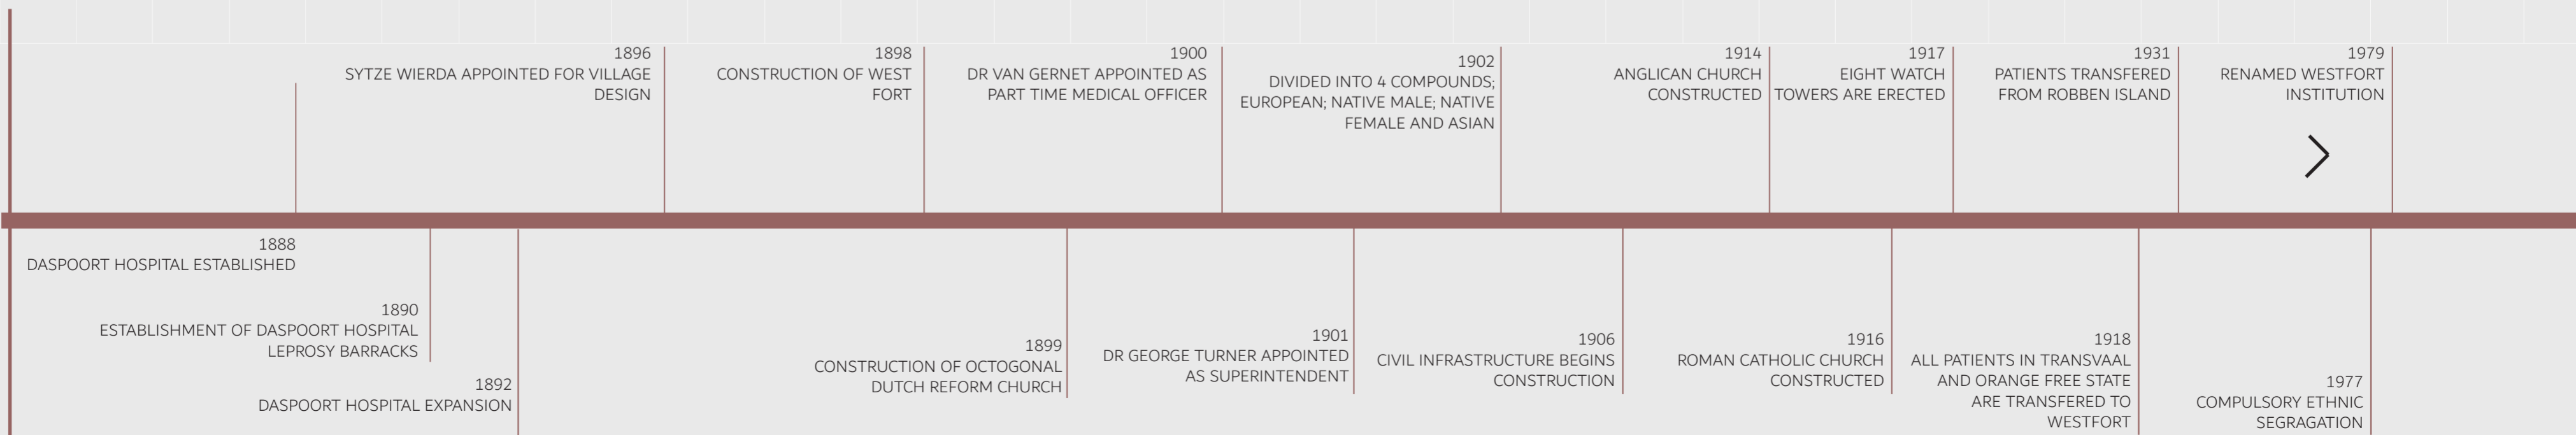 1896
SYTZE WIERDA APPOINTED FOR VILLAGE
DESIGN
1898
CONSTRUCTION OF WEST
FORT
1900
DR VAN GERNET APPOINTED AS
PART TIME MEDICAL OFFICER
1902
DIVIDED INTO 4 COMPOUNDS;
EUROPEAN; NATIVE MALE; NATIVE
FEMALE AND ASIAN
1914
ANGLICAN CHURCH
CONSTRUCTED
1917
EIGHT WATCH
TOWERS ARE ERECTED
1931
PATIENTS TRANSFERED
FROM ROBBEN ISLAND
1979
RENAMED WESTFORT
INSTITUTION
1888
DASPOORT HOSPITAL ESTABLISHED
1890
ESTABLISHMENT OF DASPOORT HOSPITAL
LEPROSY BARRACKS
1892
DASPOORT HOSPITAL EXPANSION
1899
CONSTRUCTION OF OCTOGONAL
DUTCH REFORM CHURCH
1901
DR GEORGE TURNER APPOINTED
AS SUPERINTENDENT
1906
CIVIL INFRASTRUCTURE BEGINS
CONSTRUCTION
1916
ROMAN CATHOLIC CHURCH
CONSTRUCTED
1918
ALL PATIENTS IN TRANSVAAL
AND ORANGE FREE STATE
ARE TRANSFERED TO
WESTFORT
1977
COMPULSORY ETHNIC
SEGRAGATION